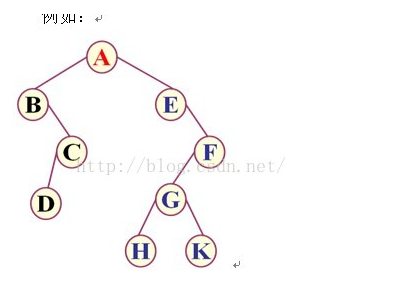 例如：
A
B E
C F
http://blog.csdn.net/
D G
H K